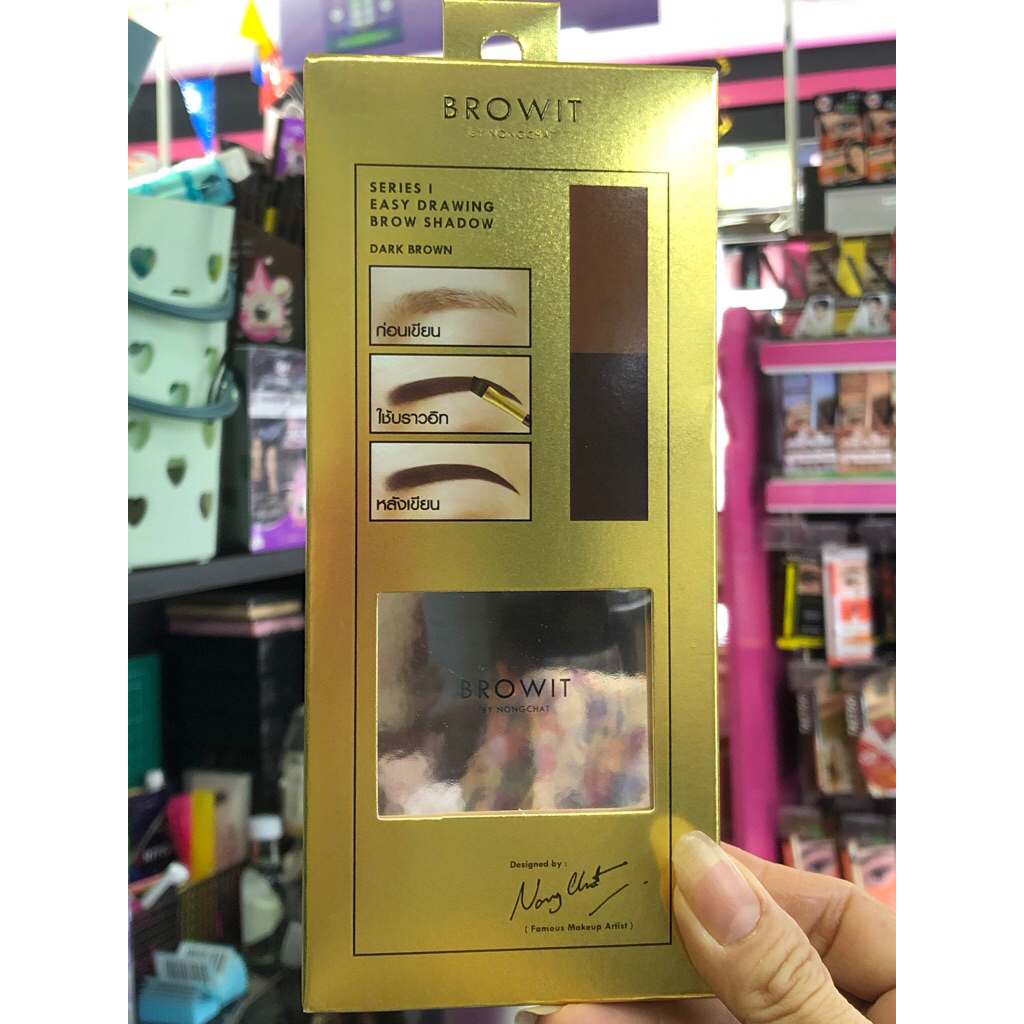 BROWIT
BY NONGCHAT
SERIES I
EASY DRAWING
BROW SHADOW
DARK BROWN
ก่อนเขียน
ใช้บราวอิท
หลังเขียน
BROWIT
BY NONGCHAT
Designed by :
Nong Chat
( Famous Makeup Artist )